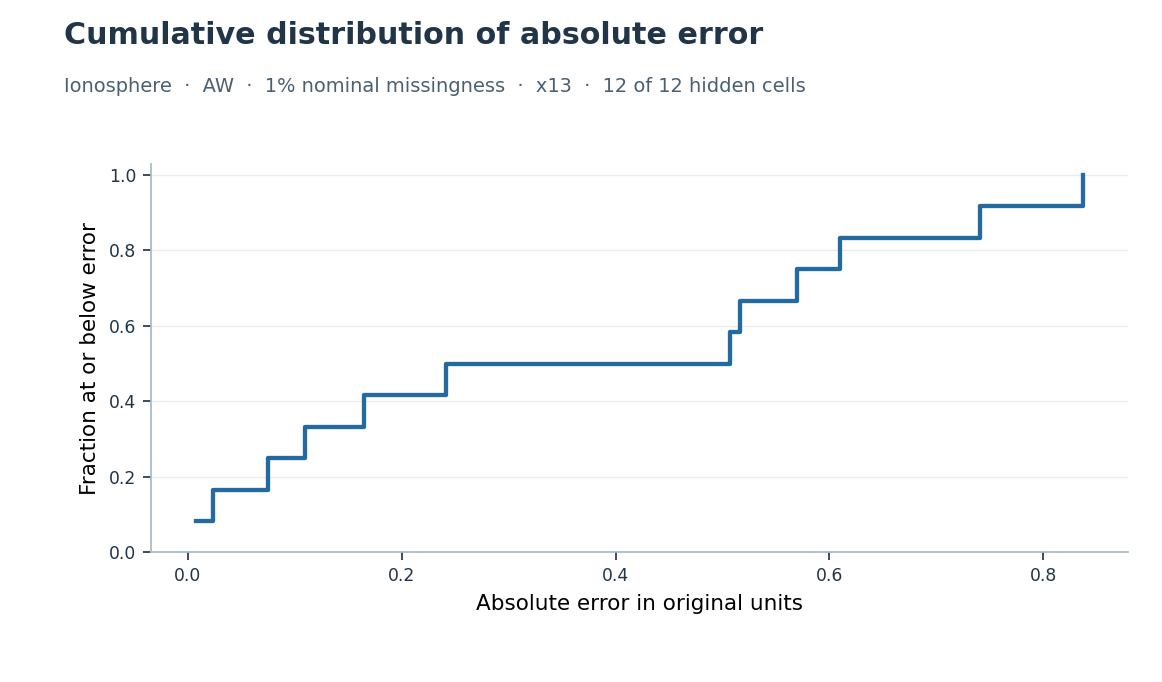 Cumulative distribution of absolute error
Ionosphere · AW · 1% nominal missingness · x13 · 12 of 12 hidden cells
Fraction at or below error
1.0
0.8
0.6
0.4
0.2
0.0
0.0 0.2 0.4 0.6 0.8
Absolute error in original units